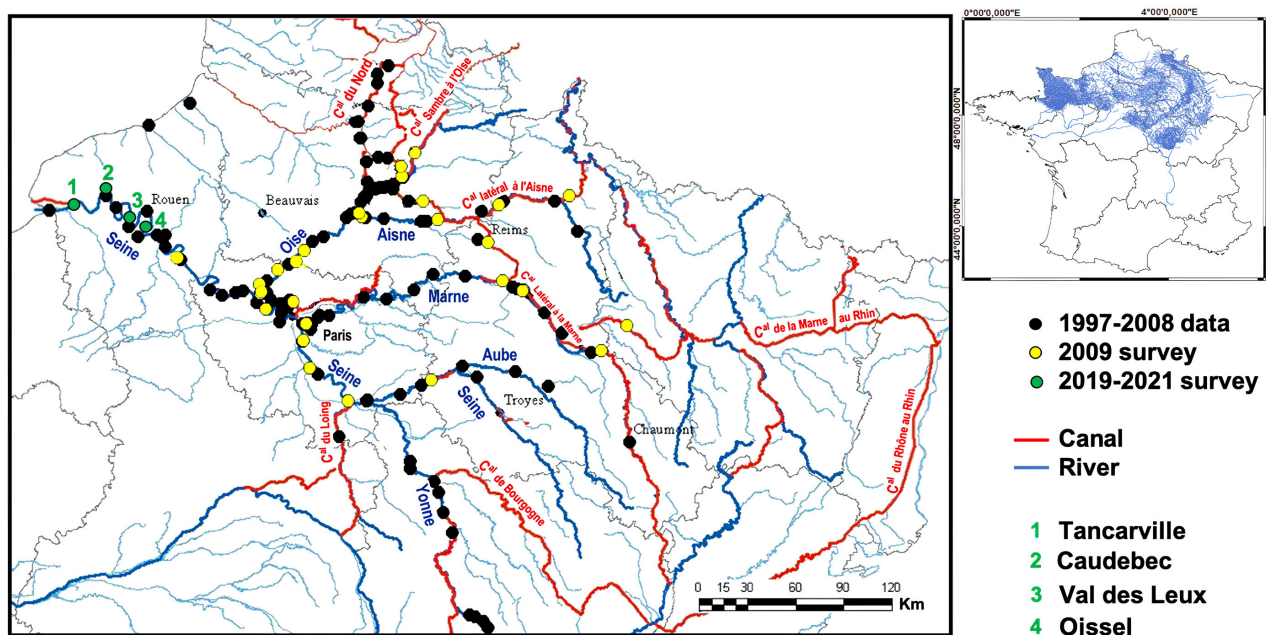 0°00'0,000"E
4°00'0,000"E
48°00'0,000"N
44°00'0,000"N
Cal du Nord
Cal Sambre à l'Oise
1
2
3
4
Rouen
Seine
Beauvais
Oise
Aisne
Cal latéral à l'Aisne
Reims
Marne
Cal Latéral à la Marne
Cal de la Marne au Rhin
Paris
Seine
Aube
Seine
Troyes
Chaumont
Cal du Loing
Yonne
Cal de Bourgogne
Cal du Rhône au Rhin
0 15 30 60 90 120
Km
1997-2008 data
2009 survey
2019-2021 survey
Canal
River
1 Tancarville
2 Caudebec
3 Val des Leux
4 Oissel